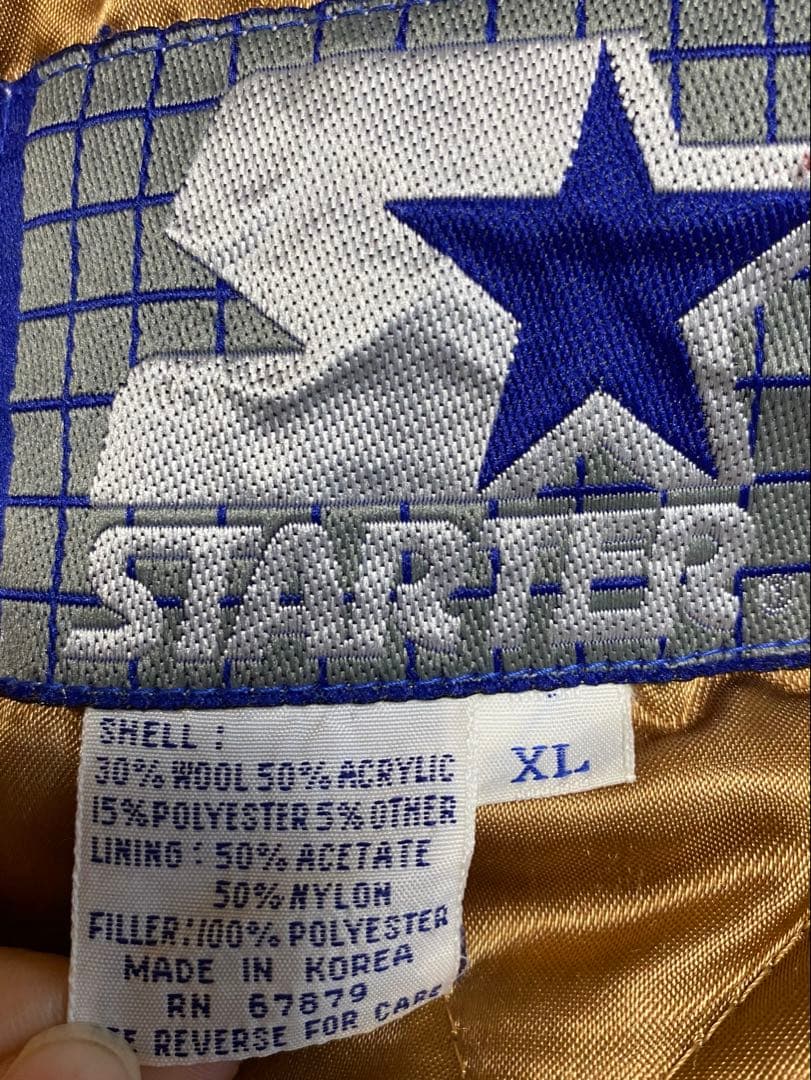 STARTER
SHELL :
30% WOOL 50% ACRYLIC
15% POLYESTER 5% OTHER
LINING : 50% ACETATE
50% NYLON
FILLER: 100% POLYESTER
MADE IN KOREA
RN 67879
REVERSE FOR CARE
XL